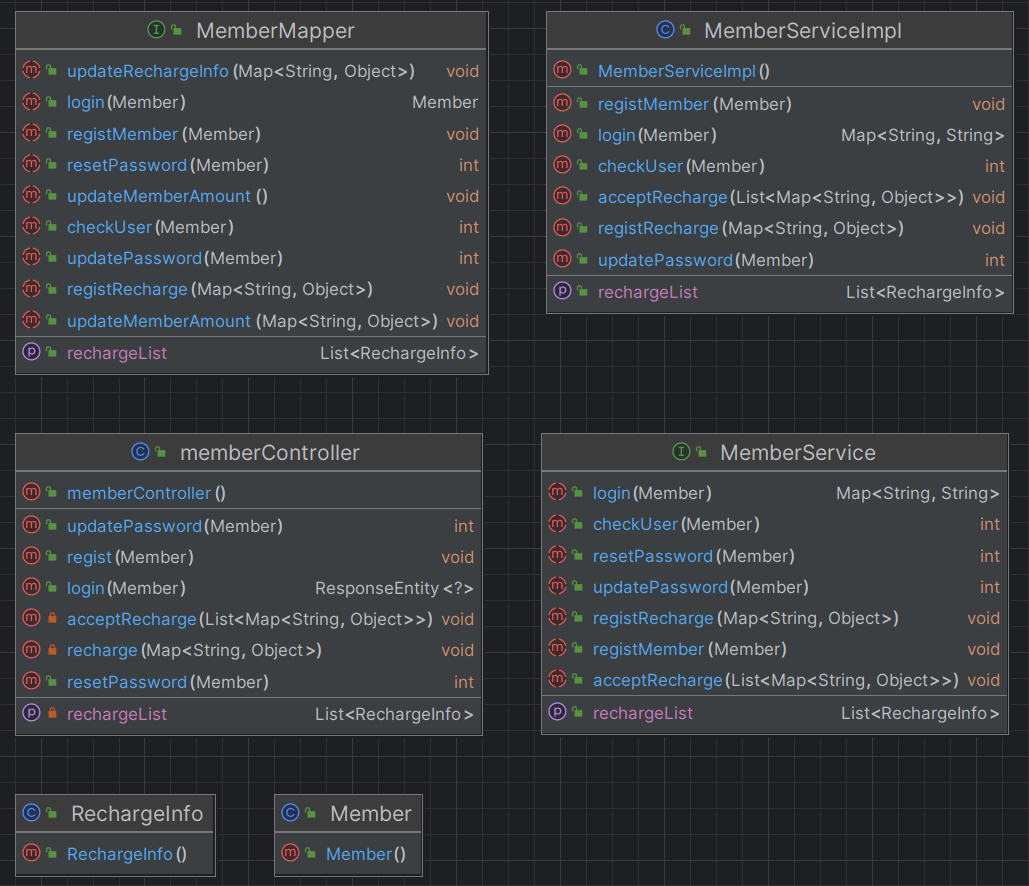 MemberMapper
updateRechargeInfo(Map<String, Object>) void
login(Member) Member
registMember(Member) void
resetPassword(Member) int
updateMemberAmount() void
checkUser(Member) int
updatePassword(Member) int
registRecharge(Map<String, Object>) void
updateMemberAmount(Map<String, Object>) void
rechargeList List<RechargeInfo>
MemberServiceImpl
MemberServiceImpl()
registMember(Member) void
login(Member) Map<String, String>
checkUser(Member) int
acceptRecharge(List<Map<String, Object>>) void
registRecharge(Map<String, Object>) void
updatePassword(Member) int
rechargeList List<RechargeInfo>
memberController
memberController()
updatePassword(Member) int
regist(Member) void
login(Member) ResponseEntity<?>
acceptRecharge(List<Map<String, Object>>) void
recharge(Map<String, Object>) void
resetPassword(Member) int
rechargeList List<RechargeInfo>
MemberService
login(Member) Map<String, String>
checkUser(Member) int
resetPassword(Member) int
updatePassword(Member) int
registRecharge(Map<String, Object>) void
registMember(Member) void
acceptRecharge(List<Map<String, Object>>) void
rechargeList List<RechargeInfo>
RechargeInfo
RechargeInfo()
Member
Member()